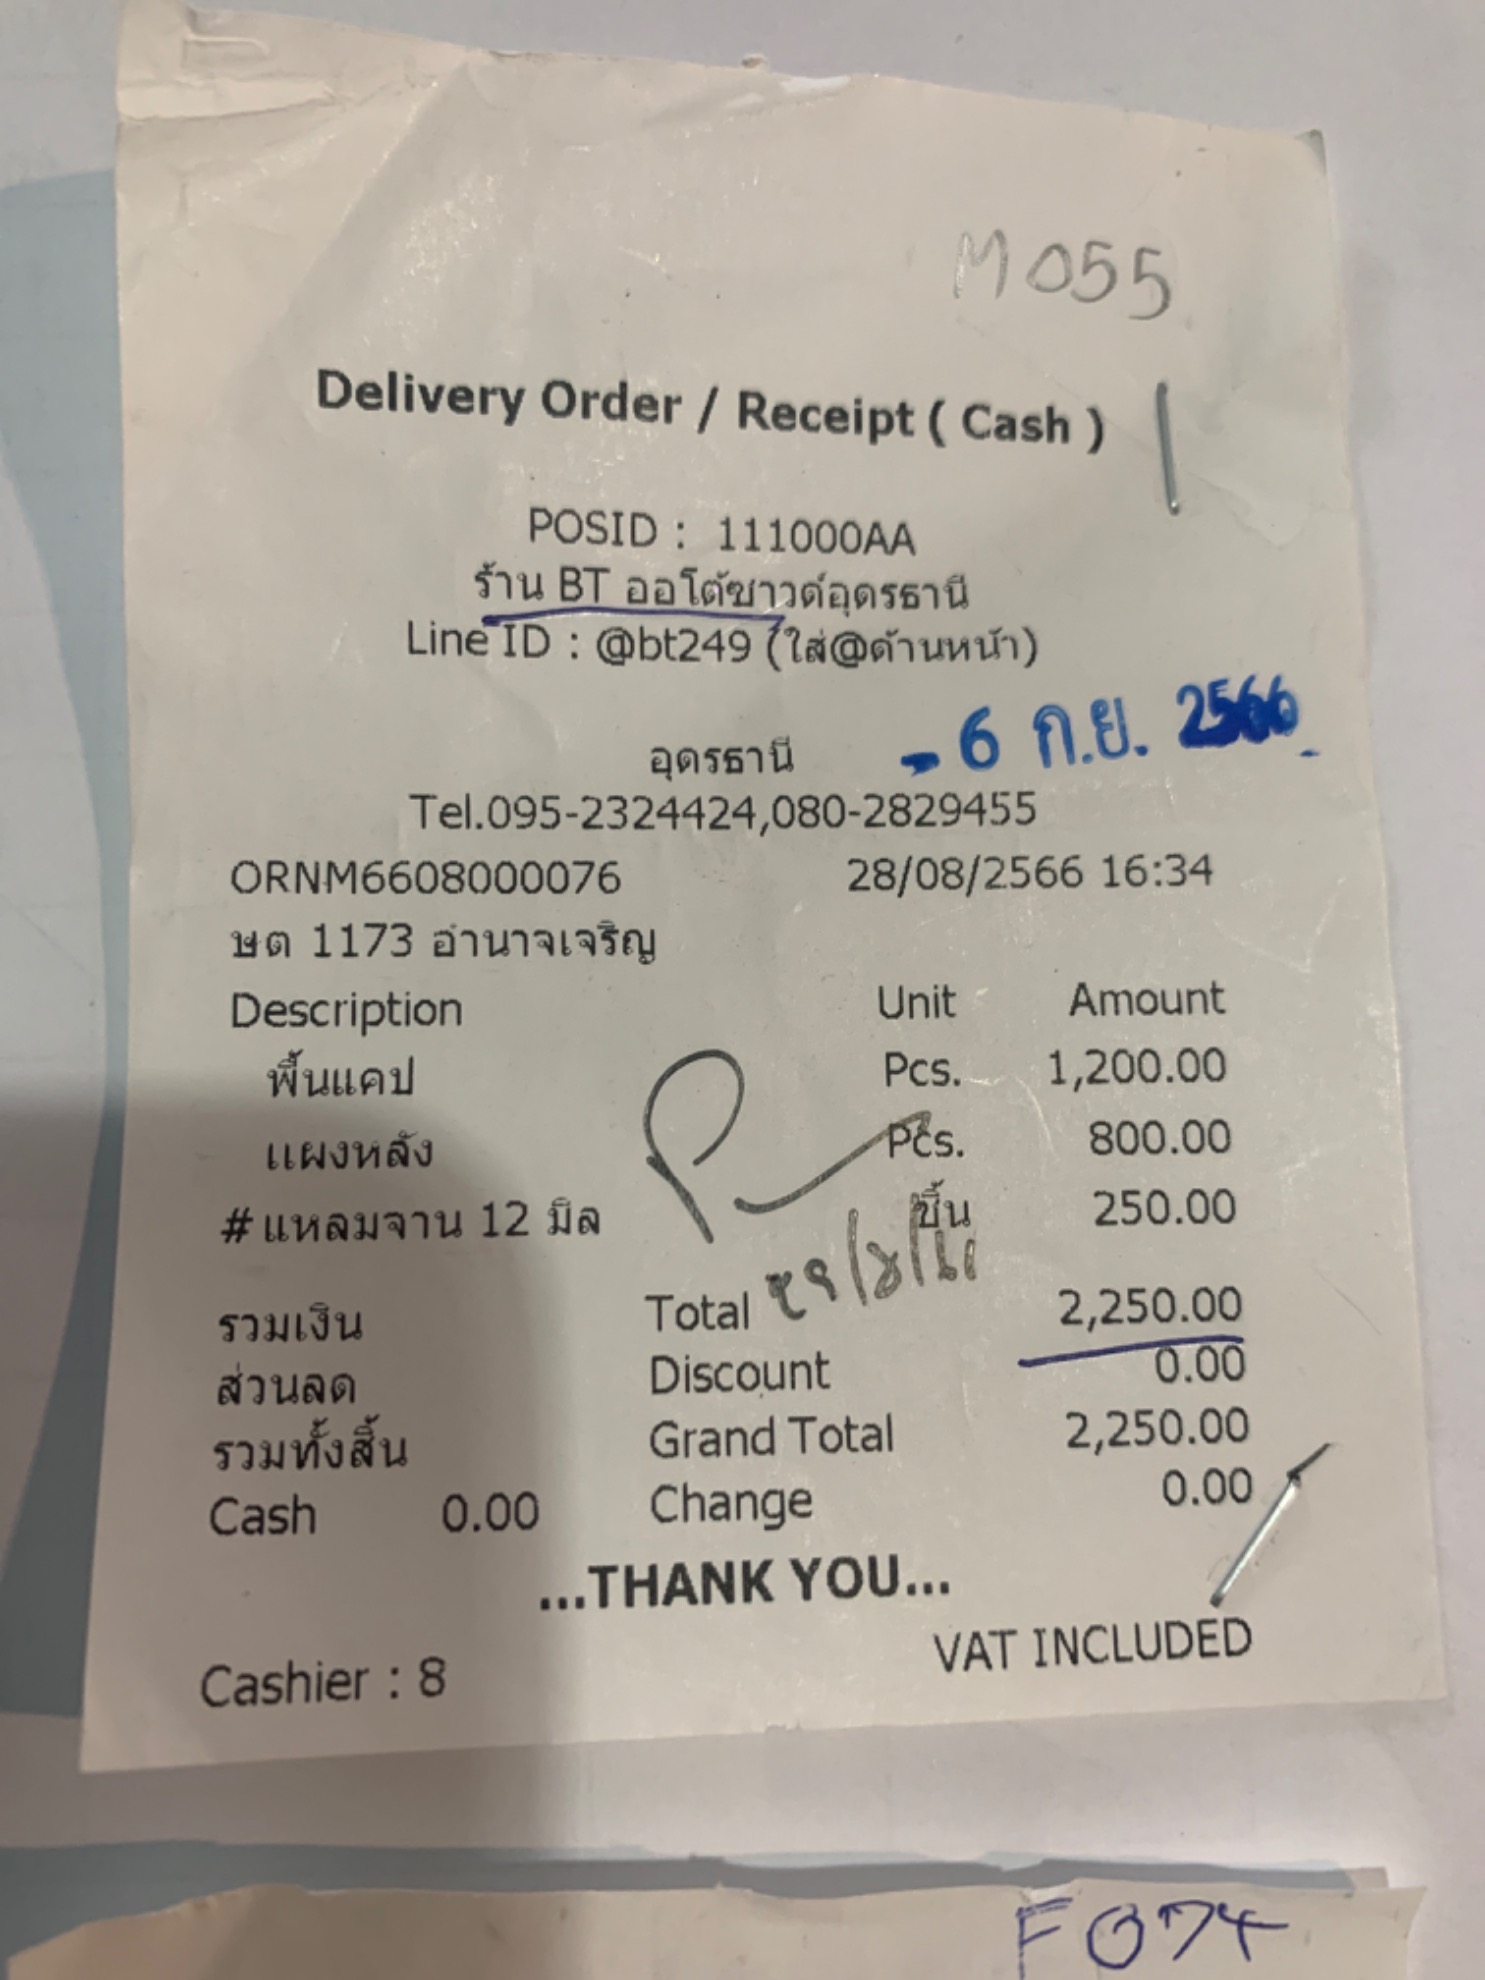 M055
Delivery Order / Receipt ( Cash )
POSID : 111000AA
ร้าน BT ออโต้ซาวด์อุดรธานี
Line ID : @bt249 (ใส่@ด้านหน้า)
- 6 ก.ย. 2566
อุดรธานี
Tel.095-2324424,080-2829455
ORNM6608000076 28/08/2566 16:34
ษต 1173 อำนาจเจริญ
Description Unit Amount
พื้นแคป Pcs. 1,200.00
แผงหลัง Pcs. 800.00
# แหลมจาน 12 มิล ชิ้น 250.00
รวมเงิน Total 2,250.00
ส่วนลด Discount 0.00
รวมทั้งสิ้น Grand Total 2,250.00
Cash 0.00 Change 0.00
...THANK YOU...
VAT INCLUDED
Cashier : 8
F074